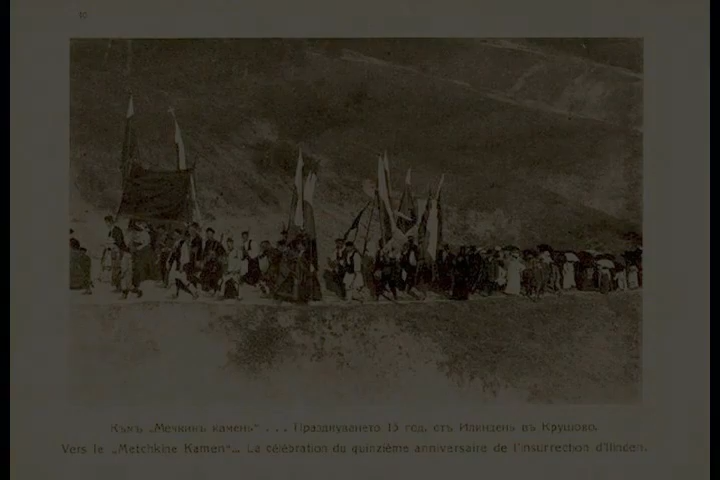 Къмъ „Мечкинъ камень“ . . . Празднуването 15 год. отъ Илинденъ въ Крушово.
Vers le „Metchkine Kamen“... La célébration du quinzième anniversaire de l'insurrection d'Ilinden.